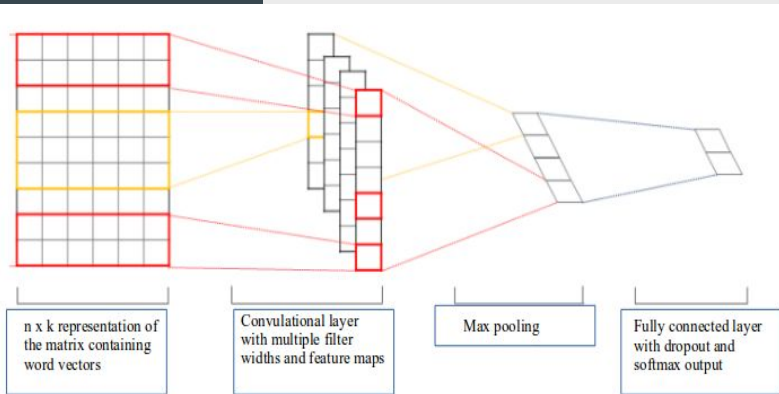 n x k representation of
the matrix containing
word vectors
Convulational layer
with multiple filter
widths and feature maps
Max pooling
Fully connected layer
with dropout and
softmax output